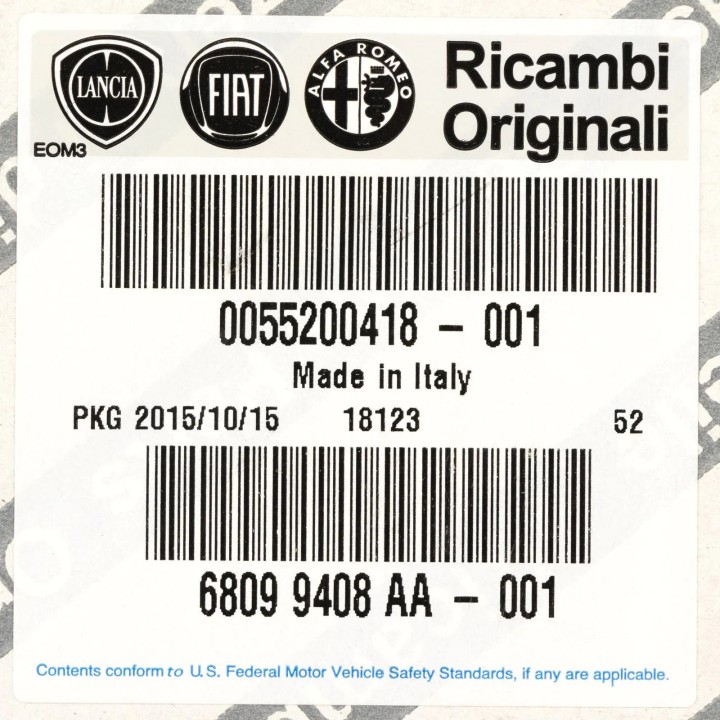 LANCIA
FIAT
ALFA ROMEO
Ricambi
Originali
EOM3
0055200418 - 001
Made in Italy
PKG 2015/10/15 18123 52
6809 9408 AA - 001
Contents conform to U.S. Federal Motor Vehicle Safety Standards, if any are applicable.